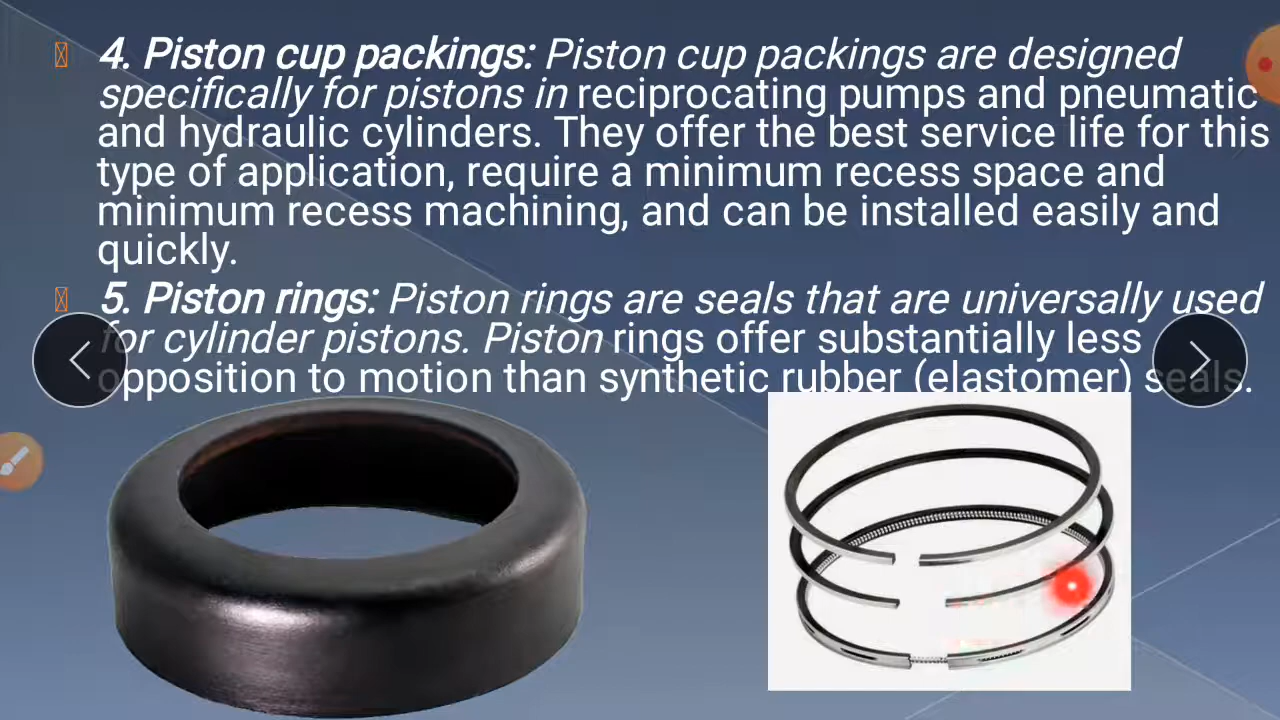 4. Piston cup packings: Piston cup packings are designed
specifically for pistons in reciprocating pumps and pneumatic
and hydraulic cylinders. They offer the best service life for this
type of application, require a minimum recess space and
minimum recess machining, and can be installed easily and
quickly.
5. Piston rings: Piston rings are seals that are universally used
for cylinder pistons. Piston rings offer substantially less
opposition to motion than synthetic rubber (elastomer) seals.